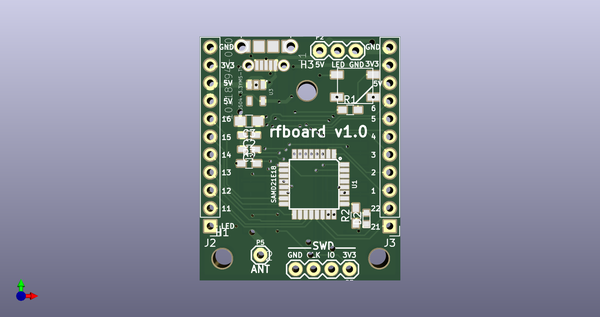 P2
GND
5V LED GND
GND
3V3
H3
3V3
5V
5V
5V
R1
16
6
15
rfboard v1.0
5
14
4
3
13
SAMD21E18
U1
2
12
1
11
R2
22
LED
H1
21
J2
P5
SWD
J3
ANT
GND CLK IO 3V3